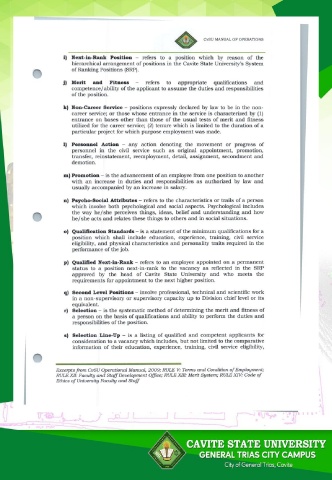 CvSU MANUAL OF OPERATIONS
i) Next-in-Rank Position – refers to a position which by reason of the
hierarchical arrangement of positions in the Cavite State University's System
of Ranking Positions (SRP).
j) Merit and Fitness – refers to appropriate qualifications and
competence/ability of the applicant to assume the duties and responsibilities
of the position.
k) Non-Career Service – positions expressly declared by law to be in the non-
career service; or those whose entrance in the service is characterized by (1)
entrance on bases other than those of the usual tests of merit and fitness
utilized for the career service; (2) tenure which is limited to the duration of a
particular project for which purpose employment was made.
l) Personnel Action – any action denoting the movement or progress of
personnel in the civil service such as original appointment, promotion,
transfer, reinstatement, reemployment, detail, assignment, secondment and
demotion.
m) Promotion – is the advancement of an employee from one position to another
with an increase in duties and responsibilities as authorized by law and
usually accompanied by an increase in salary.
n) Psycho-Social Attributes – refers to the characteristics or traits of a person
which involve both psychological and social aspects. Psychological includes
the way he/she perceives things, ideas, belief and understanding and how
he/she acts and relates these things to others and in social situations.
o) Qualification Standards – is a statement of the minimum qualifications for a
position which shall include education, experience, training, civil service
eligibility, and physical characteristics and personality traits required in the
performance of the job.
p) Qualified Next-in-Rank – refers to an employee appointed on a permanent
status to a position next-in-rank to the vacancy as reflected in the SRP
approved by the head of Cavite State University and who meets the
requirements for appointment to the next higher position.
q) Second Level Positions – involve professional, technical and scientific work
in a non-supervisory or supervisory capacity up to Division chief level or its
equivalent.
r) Selection – is the systematic method of determining the merit and fitness of
a person on the basis of qualifications and ability to perform the duties and
responsibilities of the position.
s) Selection Line-Up – is a listing of qualified and competent applicants for
consideration to a vacancy which includes, but not limited to the comparative
information of their education, experience, training, civil service eligibility,
Excerpts from CvSU Operational Manual, 2009: RULE V: Terms and Condition of Employment;
RULE XII: Faculty and Staff Development Office; RULE XIII: Merit System; RULE XIV: Code of
Ethics of University Faculty and Staff
CAVITE STATE UNIVERSITY
GENERAL TRIAS CITY CAMPUS
City of General Trias, Cavite